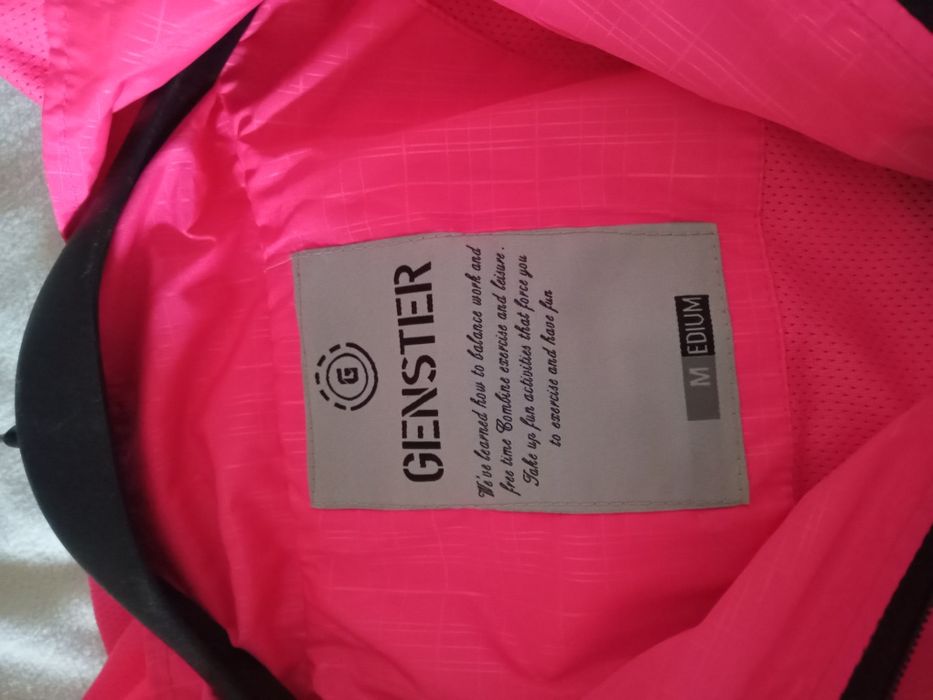 G
GENSTER
We've learned how to balance work and
free time Combine exercise and leisure.
Take up fun activities that force you
to exercise and have fun
M EDIUM